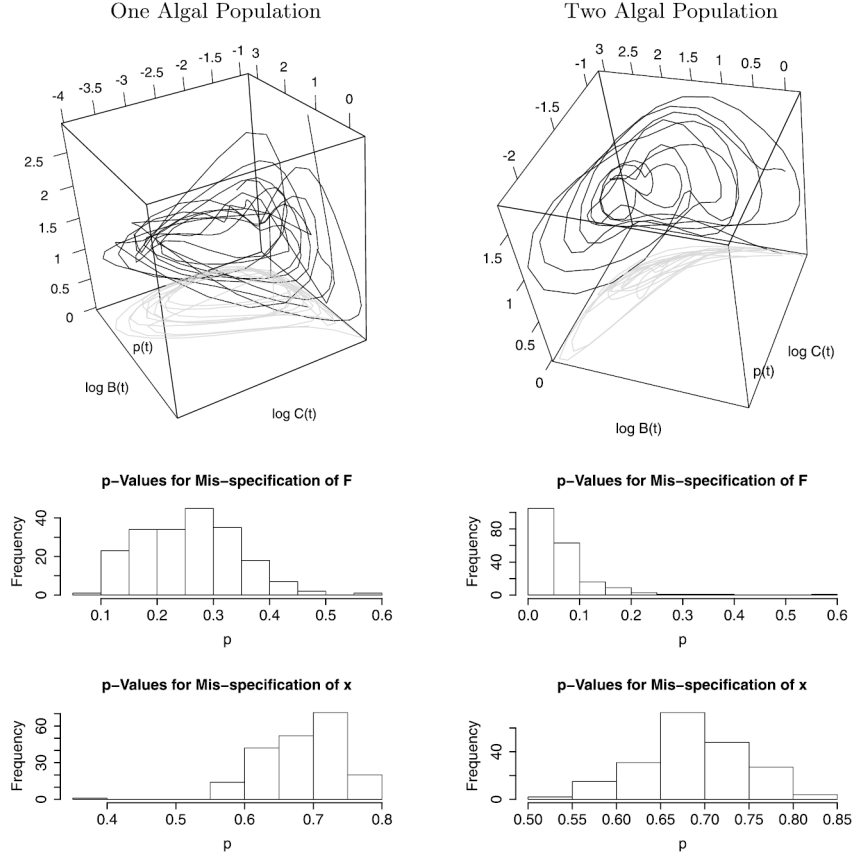 One Algal Population
Two Algal Population
-4 -3.5 -3 -2.5 -2 -1.5 -1 3 2 1 0
2.5
2
1.5
1
0.5
0
p(t)
log B(t)
log C(t)
-2 -1.5 -1 3 2.5 2 1.5 1 0.5 0
1.5
1
0.5
0
log C(t)
p(t)
log B(t)
p-Values for Mis-specification of F
Frequency
0 20 40
0.1 0.2 0.3 0.4 0.5 0.6
p
p-Values for Mis-specification of F
Frequency
0 40 80
0.0 0.1 0.2 0.3 0.4 0.5 0.6
p
p-Values for Mis-specification of x
Frequency
0 30 60
0.4 0.5 0.6 0.7 0.8
p
p-Values for Mis-specification of x
Frequency
0 40
0.50 0.55 0.60 0.65 0.70 0.75 0.80 0.85
p